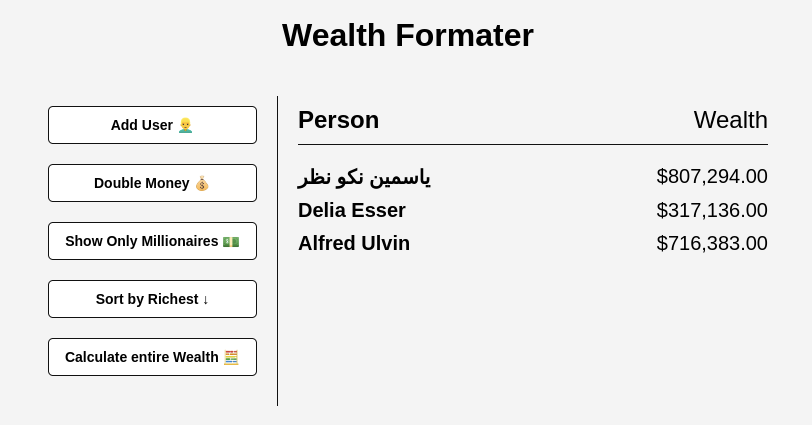 Wealth Formater
Add User 👱‍♂️
Double Money 💰
Show Only Millionaires 💵
Sort by Richest ↓
Calculate entire Wealth 🧮
Person Wealth
یاسمین نکو نظر $807,294.00
Delia Esser $317,136.00
Alfred Ulvin $716,383.00